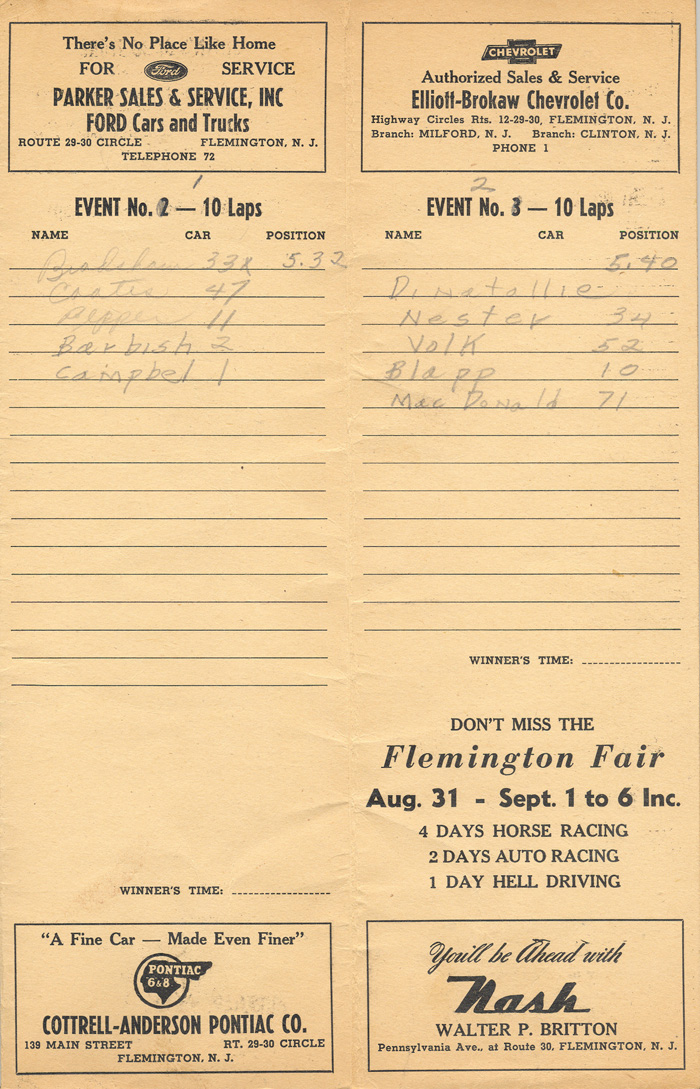 There's No Place Like Home
FOR Ford SERVICE
PARKER SALES & SERVICE, INC
FORD Cars and Trucks
ROUTE 29-30 CIRCLE FLEMINGTON, N. J.
TELEPHONE 72
1
EVENT No. 2 — 10 Laps
NAME CAR POSITION
Bradshaw 33X 5.32
Coates 47
Pepper 11
Barbish 2
Campbel 1
WINNER'S TIME:
"A Fine Car — Made Even Finer"
PONTIAC
6 & 8
COTTRELL-ANDERSON PONTIAC CO.
139 MAIN STREET RT. 29-30 CIRCLE
FLEMINGTON, N. J.
CHEVROLET
Authorized Sales & Service
Elliott-Brokaw Chevrolet Co.
Highway Circles Rts. 12-29-30, FLEMINGTON, N. J.
Branch: MILFORD, N. J. Branch: CLINTON, N. J.
PHONE 1
2
EVENT No. 3 — 10 Laps
NAME CAR POSITION
5.40
Dinatallie
Nester 34
Volk 52
Blapp 10
Mac Donald 71
WINNER'S TIME:
DON'T MISS THE
Flemington Fair
Aug. 31 - Sept. 1 to 6 Inc.
4 DAYS HORSE RACING
2 DAYS AUTO RACING
1 DAY HELL DRIVING
You'll be Ahead with
Nash
WALTER P. BRITTON
Pennsylvania Ave., at Route 30, FLEMINGTON, N. J.